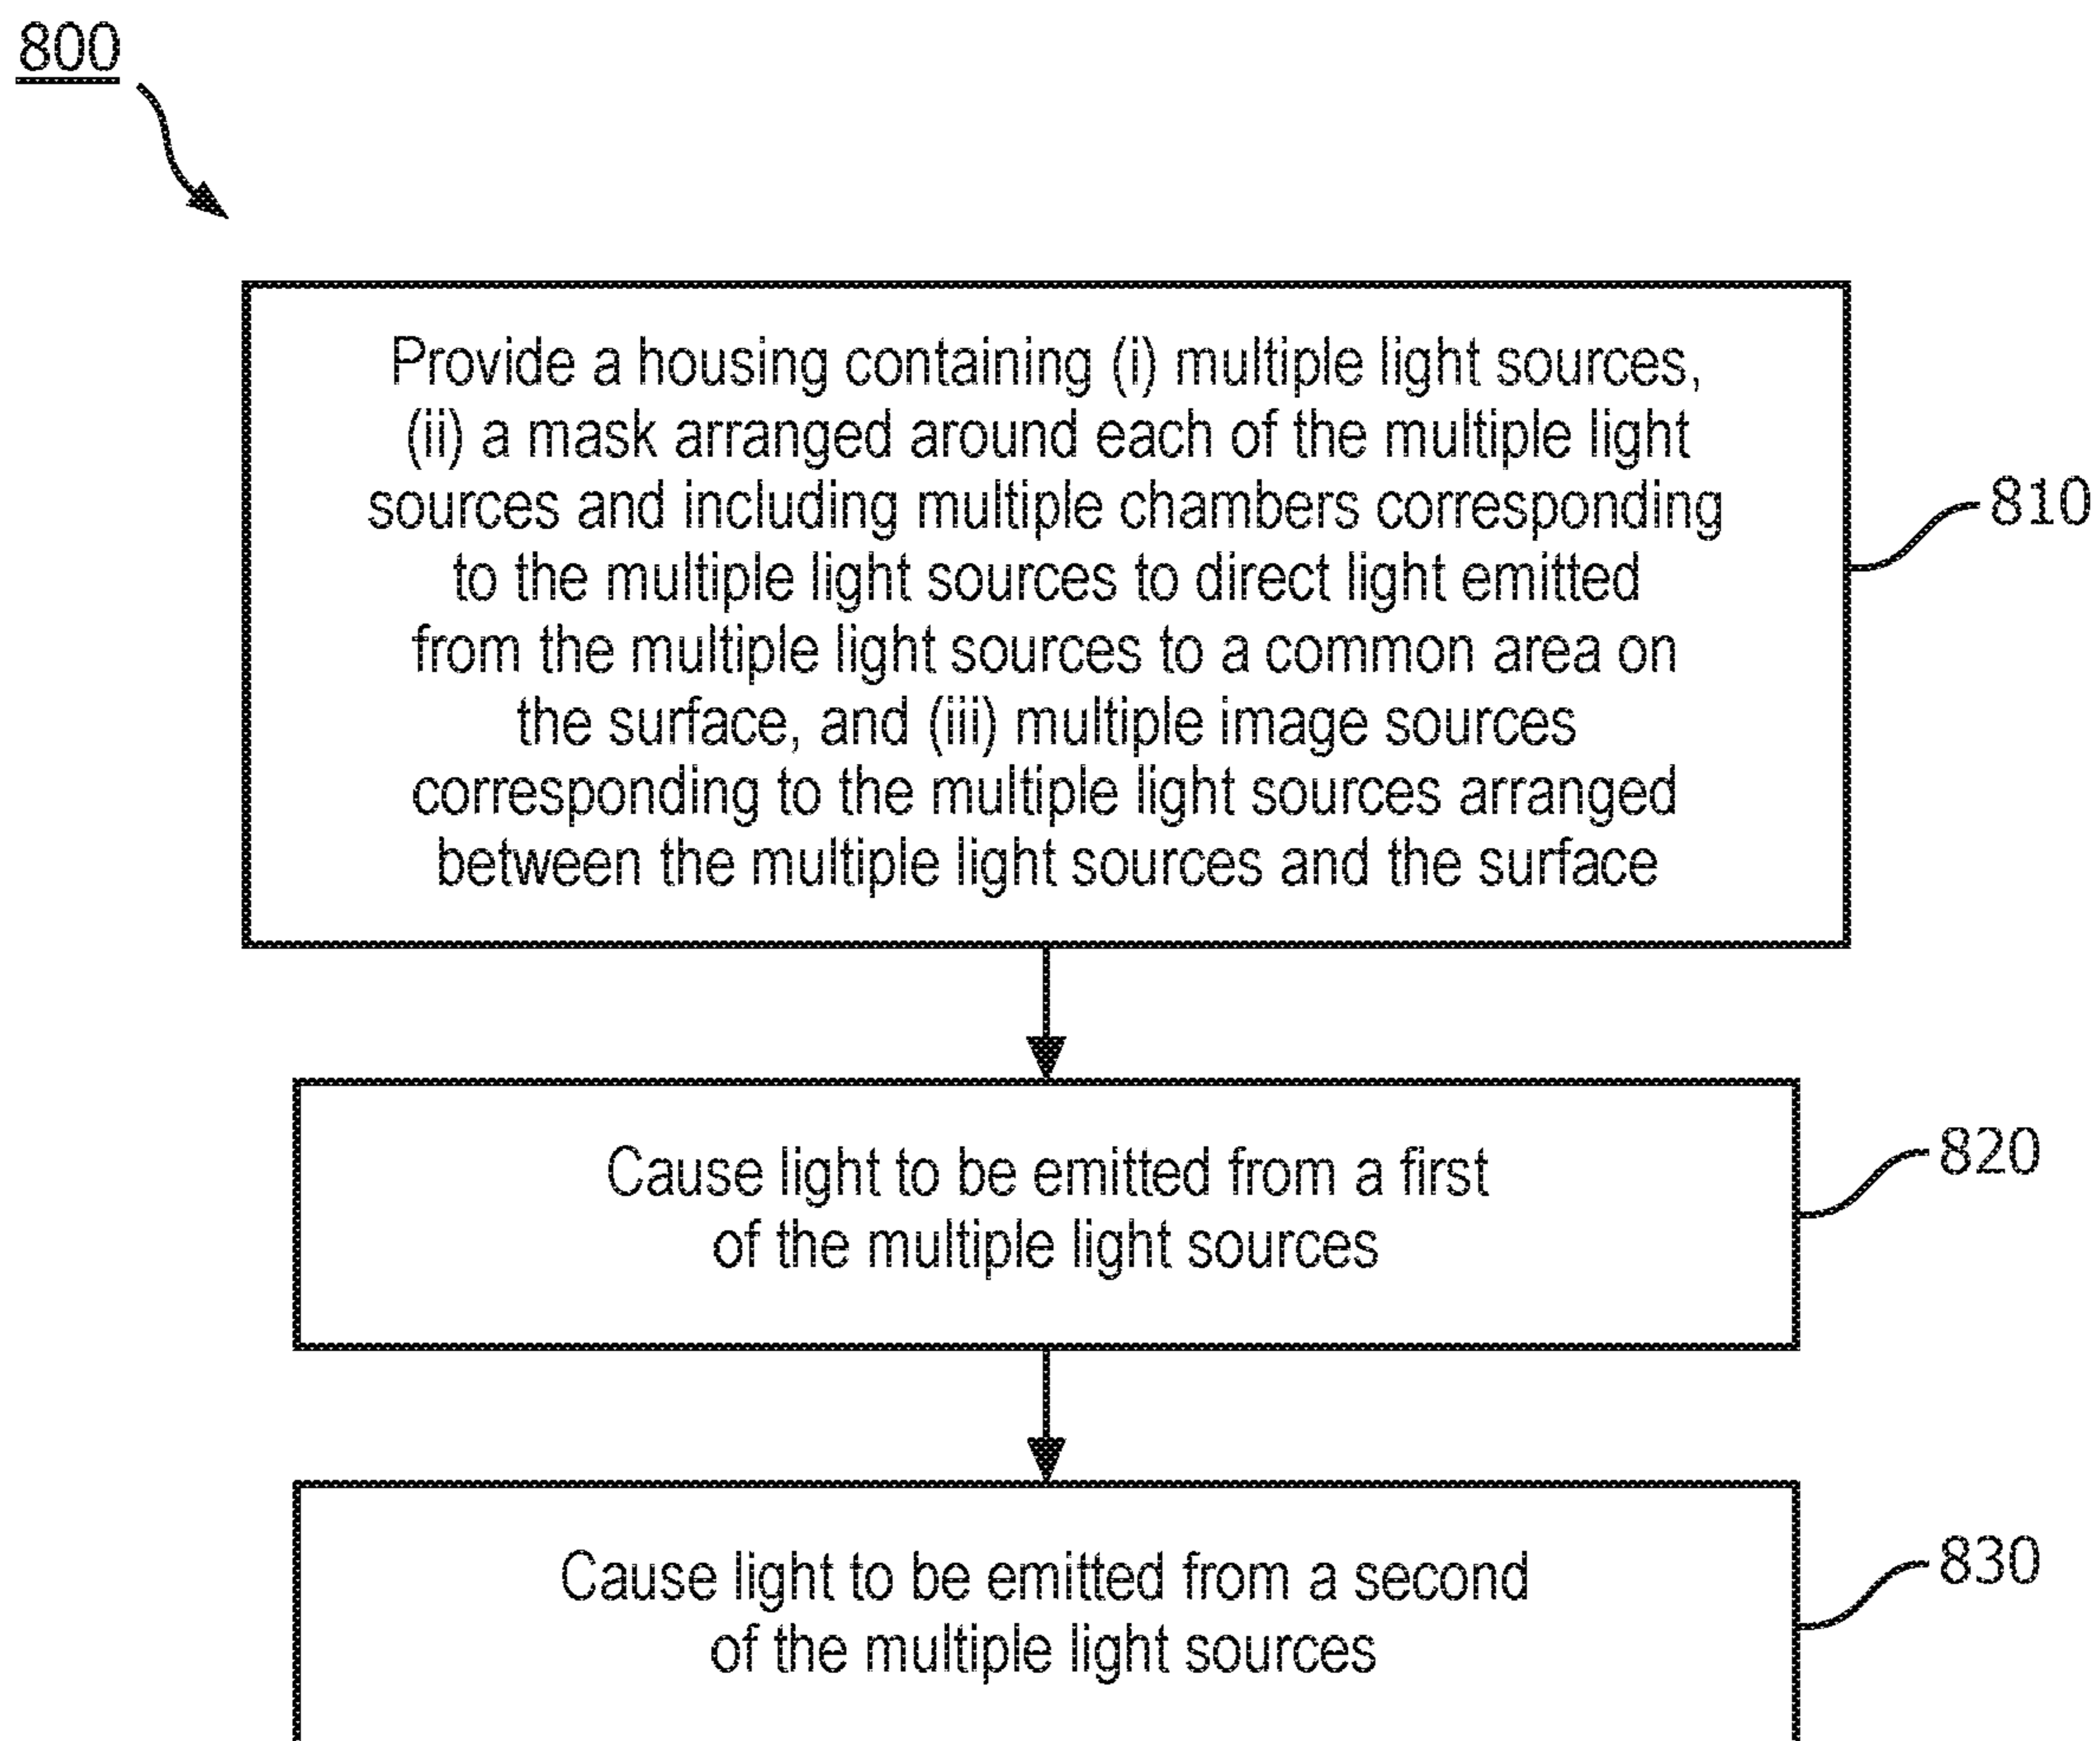 800
Provide a housing containing (i) multiple light sources,
(ii) a mask arranged around each of the multiple light
sources and including multiple chambers corresponding
to the multiple light sources to direct light emitted
from the multiple light sources to a common area on
the surface, and (iii) multiple image sources
corresponding to the multiple light sources arranged
between the multiple light sources and the surface
810
Cause light to be emitted from a first
of the multiple light sources
820
Cause light to be emitted from a second
of the multiple light sources
830